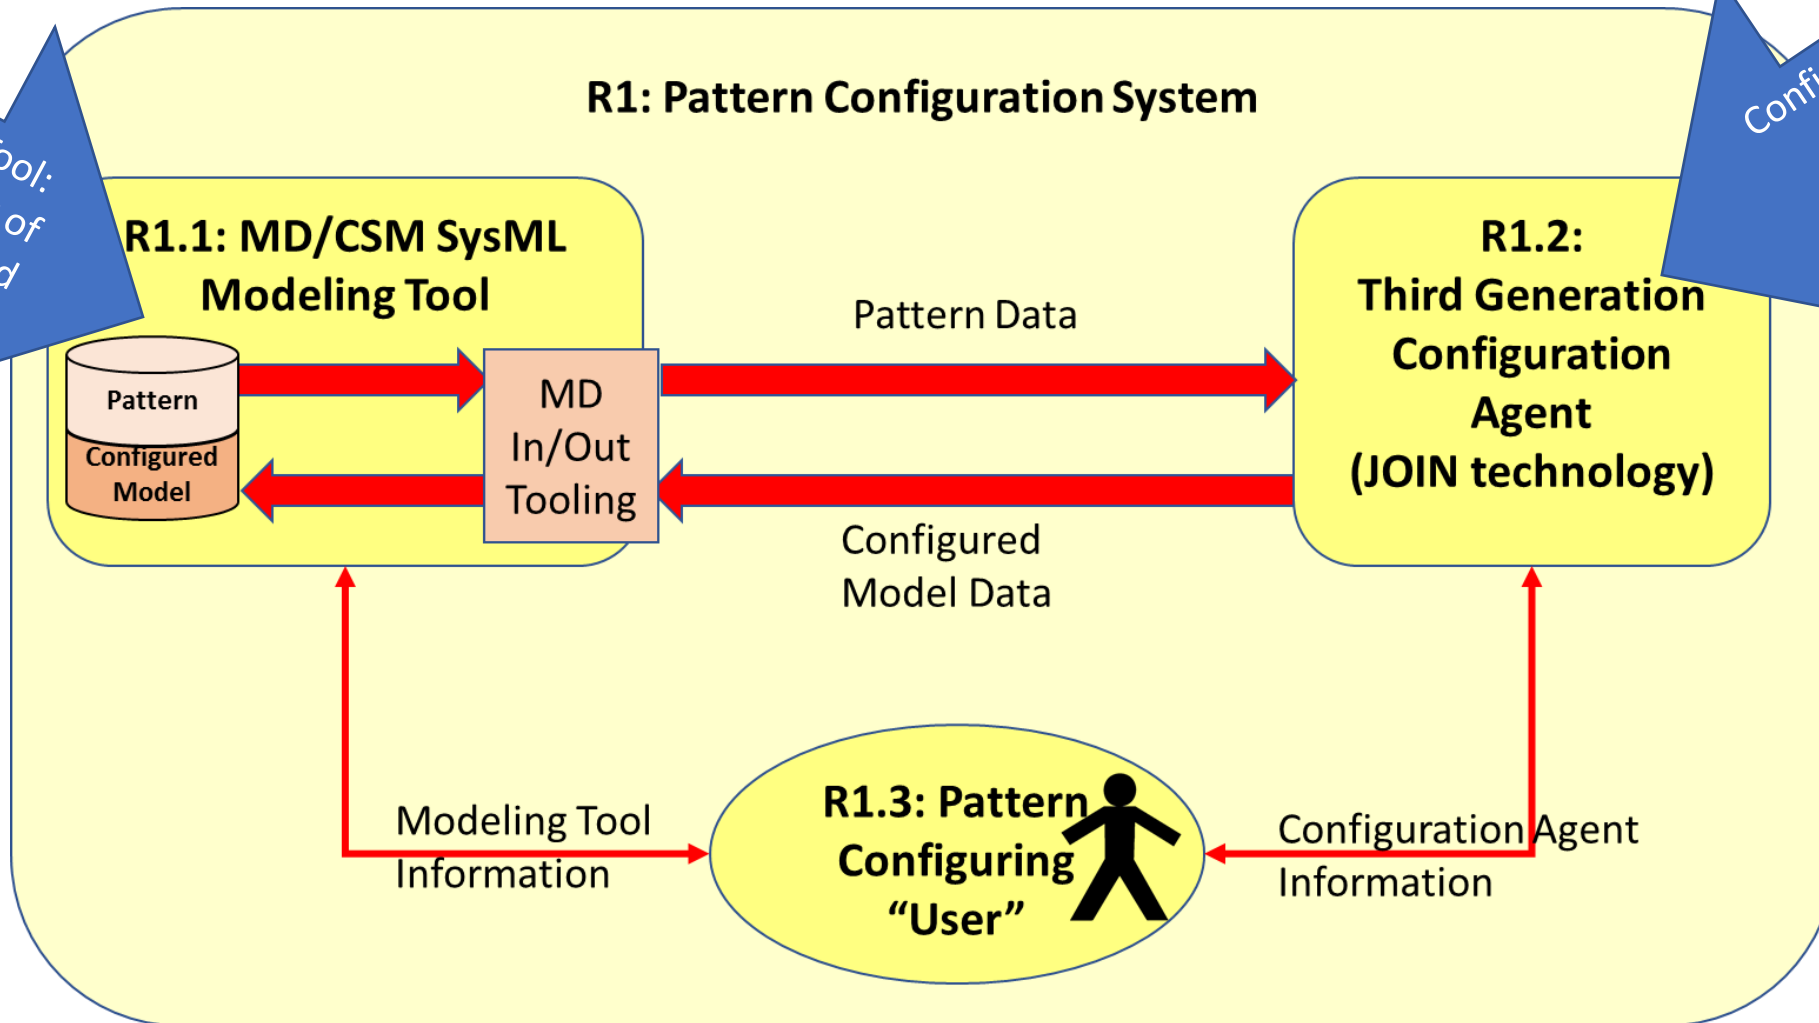 R1: Pattern Configuration System
of
R1.1: MD/CSM SysML
Modeling Tool
Pattern
Configured
Model
MD
In/Out
Tooling
Pattern Data
Configured
Model Data
R1.2:
Third Generation
Configuration
Agent
(JOIN technology)
Modeling Tool
Information
R1.3: Pattern
Configuring
“User”
Configuration Agent
Information